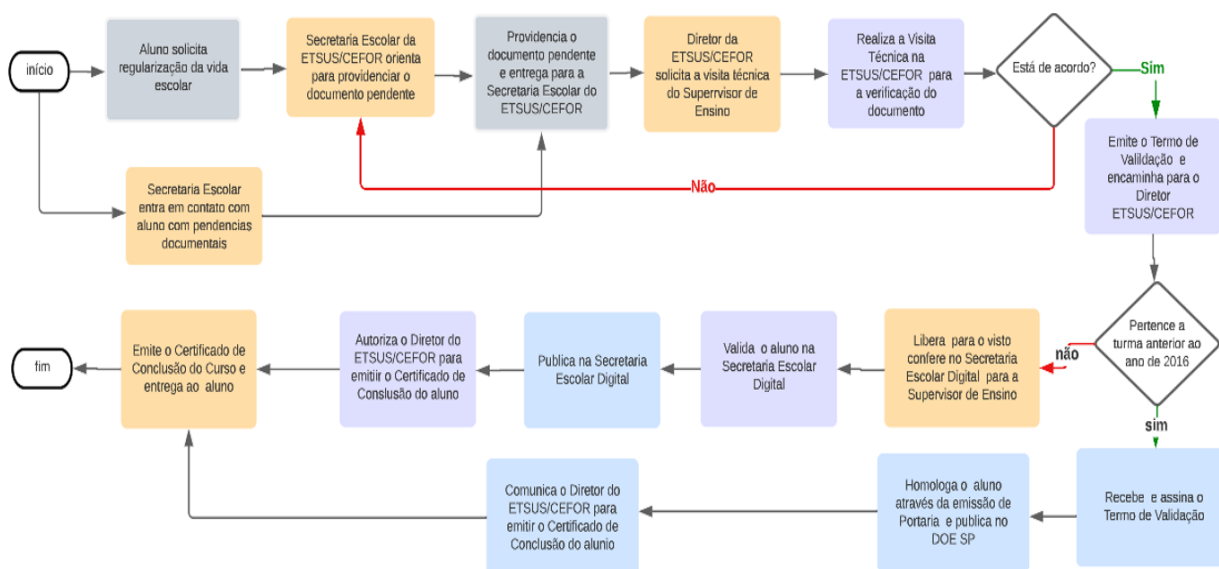 início
Aluno solicita
regularização da vida
escolar
Secretaria Escolar da
ETSUS/CEFOR orienta
para providenciar o
documento pendente
Providencia o
documento pendente
e entrega para a
Secretaria Escolar do
ETSUS/CEFOR
Diretor da
ETSUS/CEFOR
solicita a visita técnica
do Supervisor de
Ensino
Realiza a Visita
Técnica na
ETSUS/CEFOR para
a verificação do
documento
Está de acordo?
Sim
Não
Secretaria Escolar
entra em contato com
aluno com pendencias
documentais
Emite o Termo de
Valildação e
encaminha para o
Diretor
ETSUS/CEFOR
Pertence a
turma anterior ao
ano de 2016
não
sim
Libera para o visto
confere no Secretaria
Escolar Digital para a
Supervisor de Ensino
Valida o aluno na
Secretaria Escolar
Digital
Publica na Secretaria
Escolar Digital
Autoriza o Diretor do
ETSUS/CEFOR para
emitiir o Certificado de
Conslusão do aluno
Emite o Certificado de
Conclusão do Curso e
entrega ao aluno
fim
Recebe e assina o
Termo de Validação
Homologa o aluno
através da emissão de
Portaria e publica no
DOE SP
Comunica o Diretor do
ETSUS/CEFOR para
emitir o Certificado de
Conclusão do alunio